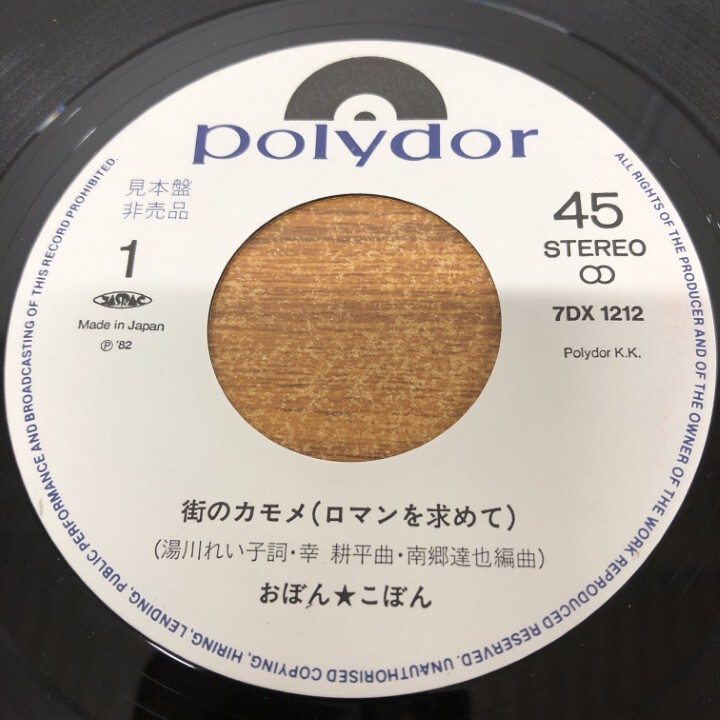 polydor
見本盤
非売品
1
JASRAC
Made in Japan
Ⓟ '82
45
STEREO
7DX 1212
Polydor K.K.
街のカモメ(ロマンを求めて)
(湯川れい子詞・幸 耕平曲・南郷達也編曲)
おぼん★こぼん
ALL RIGHTS OF THE PRODUCER AND OF THE OWNER OF THE WORK REPRODUCED RESERVED. UNAUTHORISED COPYING, HIRING, LENDING, PUBLIC PERFORMANCE AND BROADCASTING OF THIS RECORD PROHIBITED.